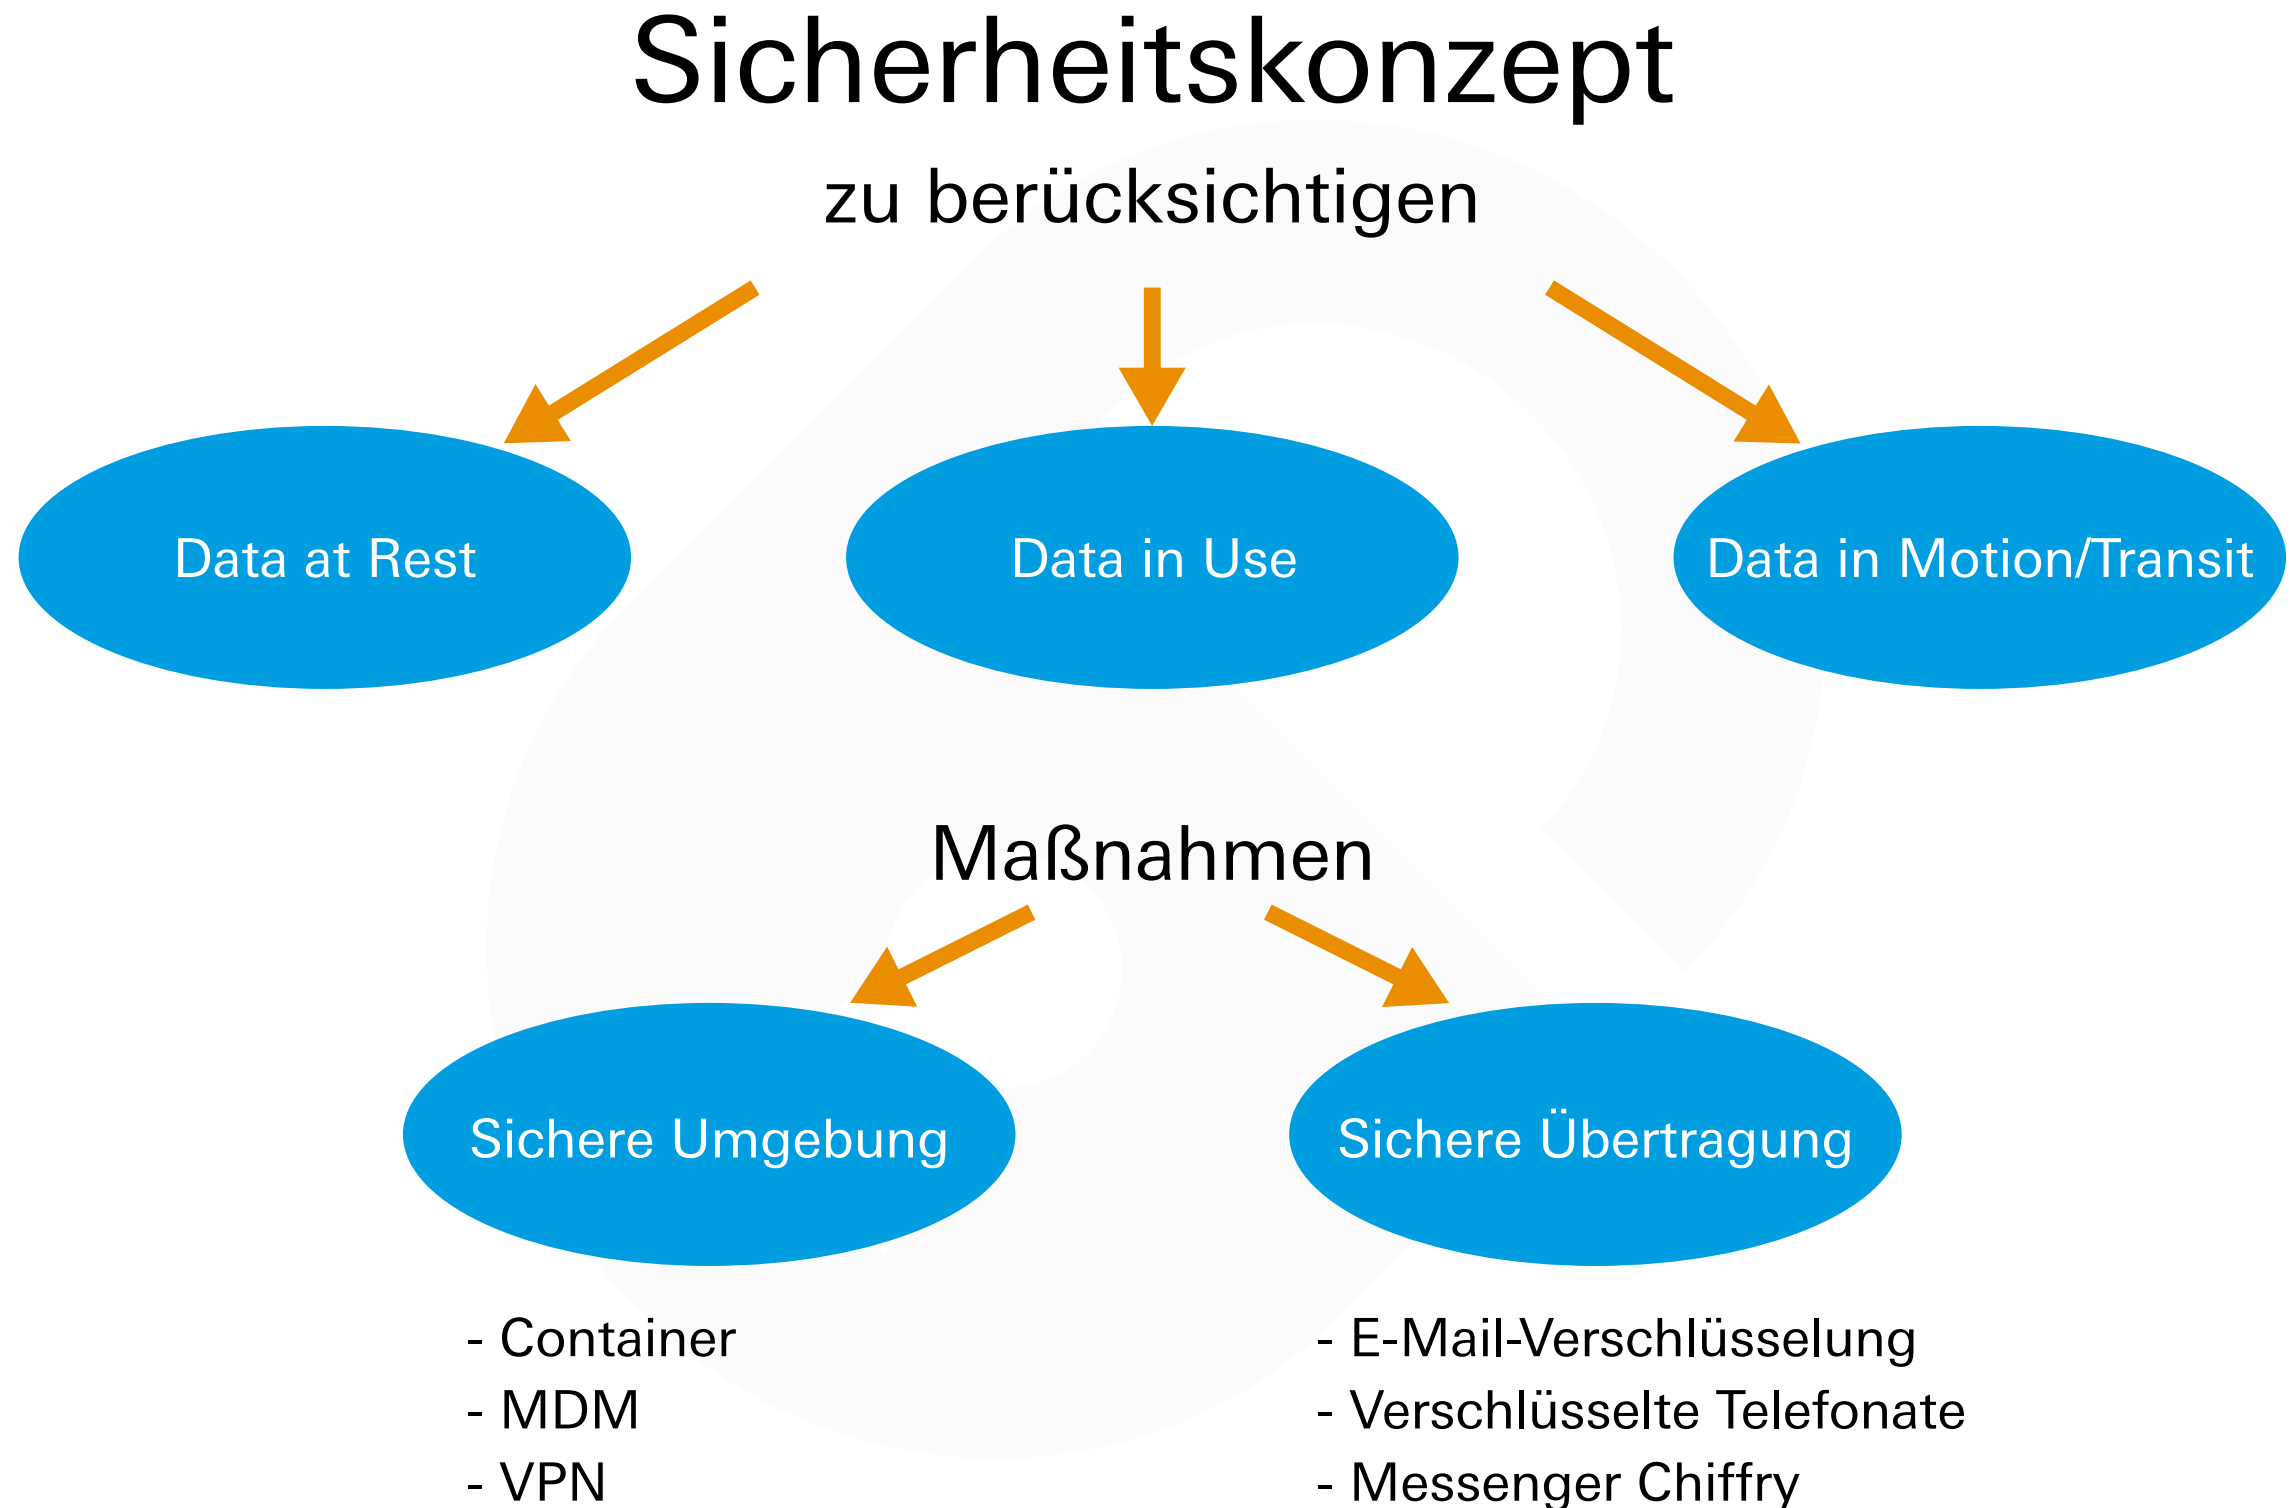 Sicherheitskonzept
zu berücksichtigen
Data at Rest
Data in Use
Data in Motion/Transit
Maßnahmen
Sichere Umgebung
Sichere Übertragung
- Container
- MDM
- VPN
- E-Mail-Verschlüsselung
- Verschlüsselte Telefonate
- Messenger Chiffry